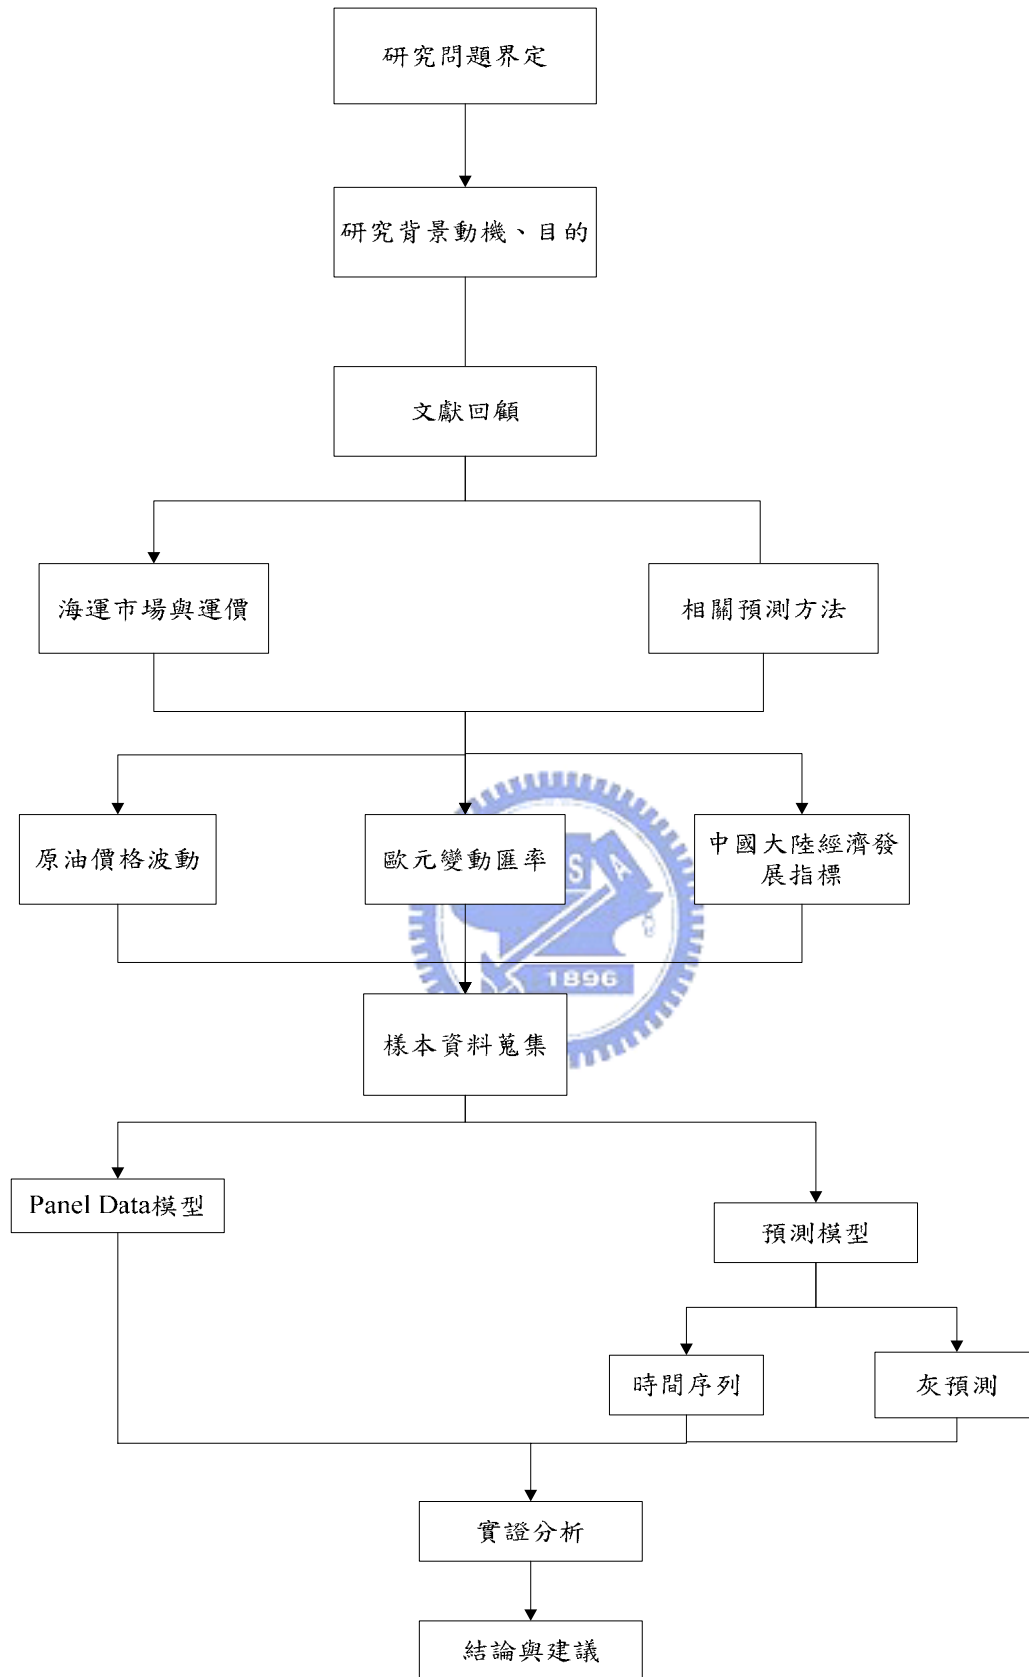 研究問題界定
研究背景動機、目的
文獻回顧
海運市場與運價
相關預測方法
原油價格波動
歐元變動匯率
中國大陸經濟發
展指標
S A
1896
樣本資料蒐集
Panel Data模型
預測模型
時間序列
灰預測
實證分析
結論與建議